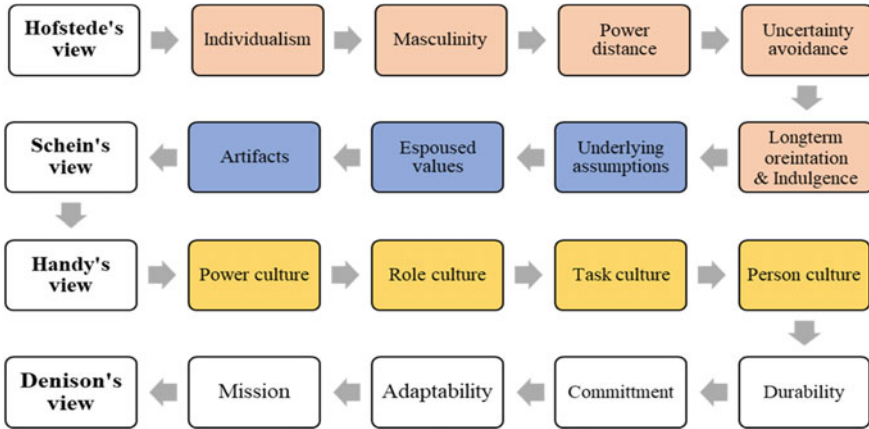 Hofstede's
view
Individualism
Masculinity
Power
distance
Uncertainty
avoidance
Schein's
view
Artifacts
Espoused
values
Underlying
assumptions
Longterm
oreintation
& Indulgence
Handy's
view
Power culture
Role culture
Task culture
Person culture
Denison's
view
Mission
Adaptability
Committment
Durability